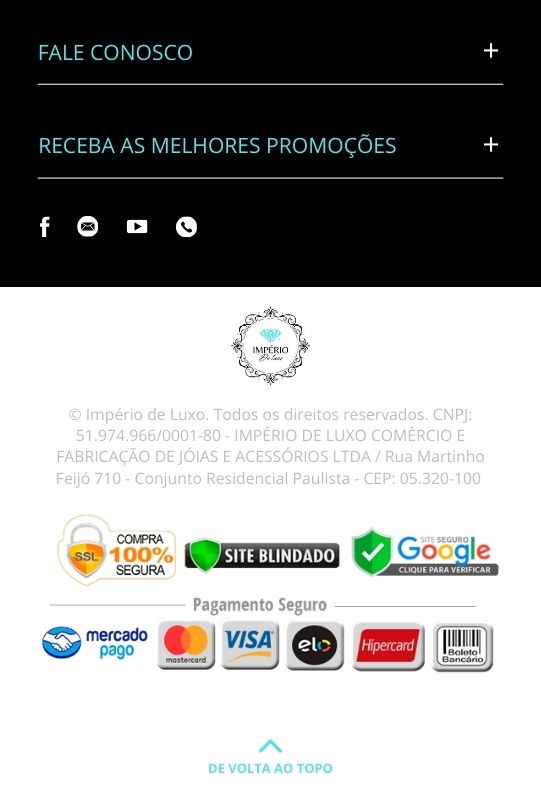 FALE CONOSCO
RECEBA AS MELHORES PROMOÇÕES
IMPÉRIO
De Luxo
© Império de Luxo. Todos os direitos reservados. CNPJ:
51.974.966/0001-80 - IMPÉRIO DE LUXO COMÉRCIO E
FABRICAÇÃO DE JÓIAS E ACESSÓRIOS LTDA / Rua Martinho
Feijó 710 - Conjunto Residencial Paulista - CEP: 05.320-100
SSL
COMPRA
100%
SEGURA
SITE BLINDADO
SITE SEGURO
Google
CLIQUE PARA VERIFICAR
Pagamento Seguro
mercado
pago
mastercard
VISA
elo
Hipercard
Boleto
Bancário
DE VOLTA AO TOPO